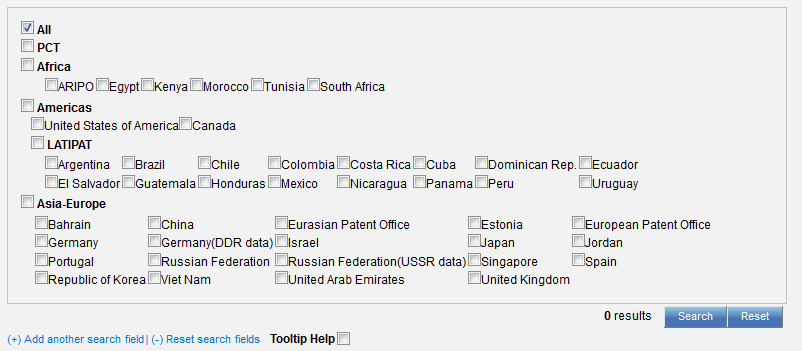 All
PCT
Africa
ARIPO Egypt Kenya Morocco Tunisia South Africa
Americas
United States of America Canada
LATIPAT
Argentina Brazil Chile Colombia Costa Rica Cuba Dominican Rep. Ecuador
El Salvador Guatemala Honduras Mexico Nicaragua Panama Peru Uruguay
Asia-Europe
Bahrain China Eurasian Patent Office Estonia European Patent Office
Germany Germany(DDR data) Israel Japan Jordan
Portugal Russian Federation Russian Federation(USSR data) Singapore Spain
Republic of Korea Viet Nam United Arab Emirates United Kingdom
0 results Search Reset
(+) Add another search field | (-) Reset search fields Tooltip Help